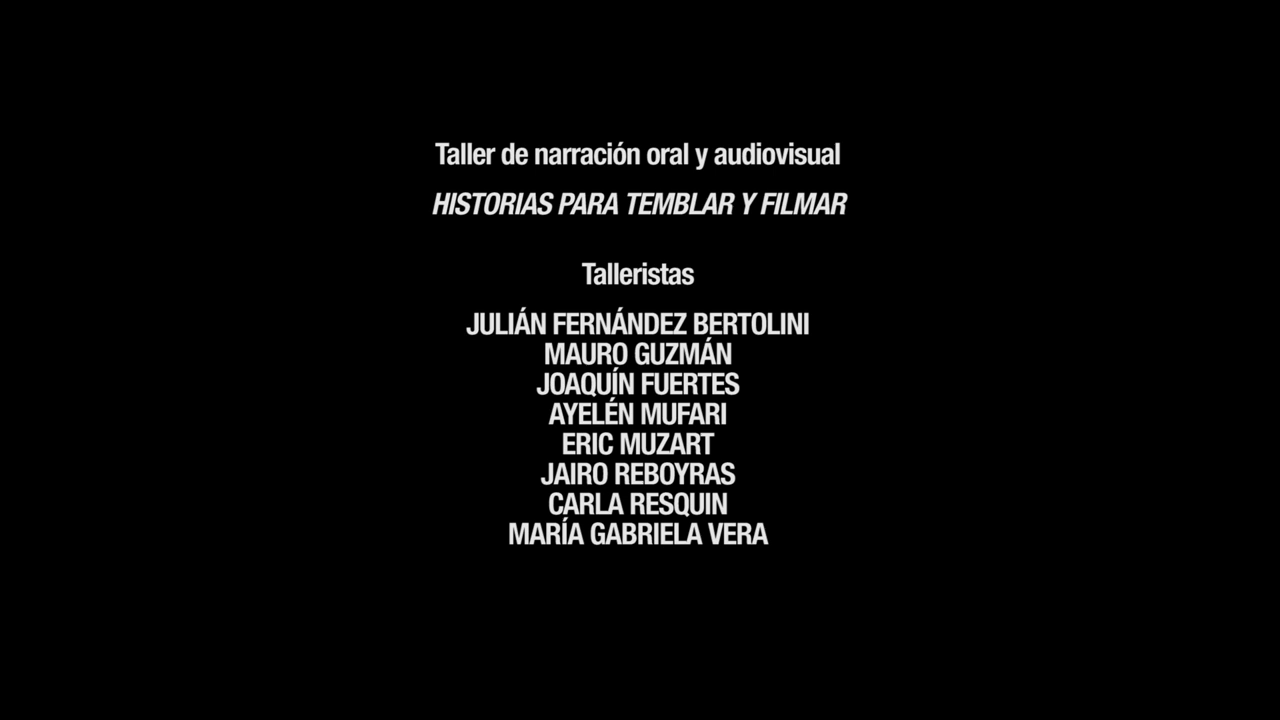 Taller de narración oral y audiovisual
HISTORIAS PARA TEMBLAR Y FILMAR
Talleristas
JULIÁN FERNÁNDEZ BERTOLINI
MAURO GUZMÁN
JOAQUÍN FUERTES
AYELÉN MUFARI
ERIC MUZART
JAIRO REBOYRAS
CARLA RESQUIN
MARÍA GABRIELA VERA